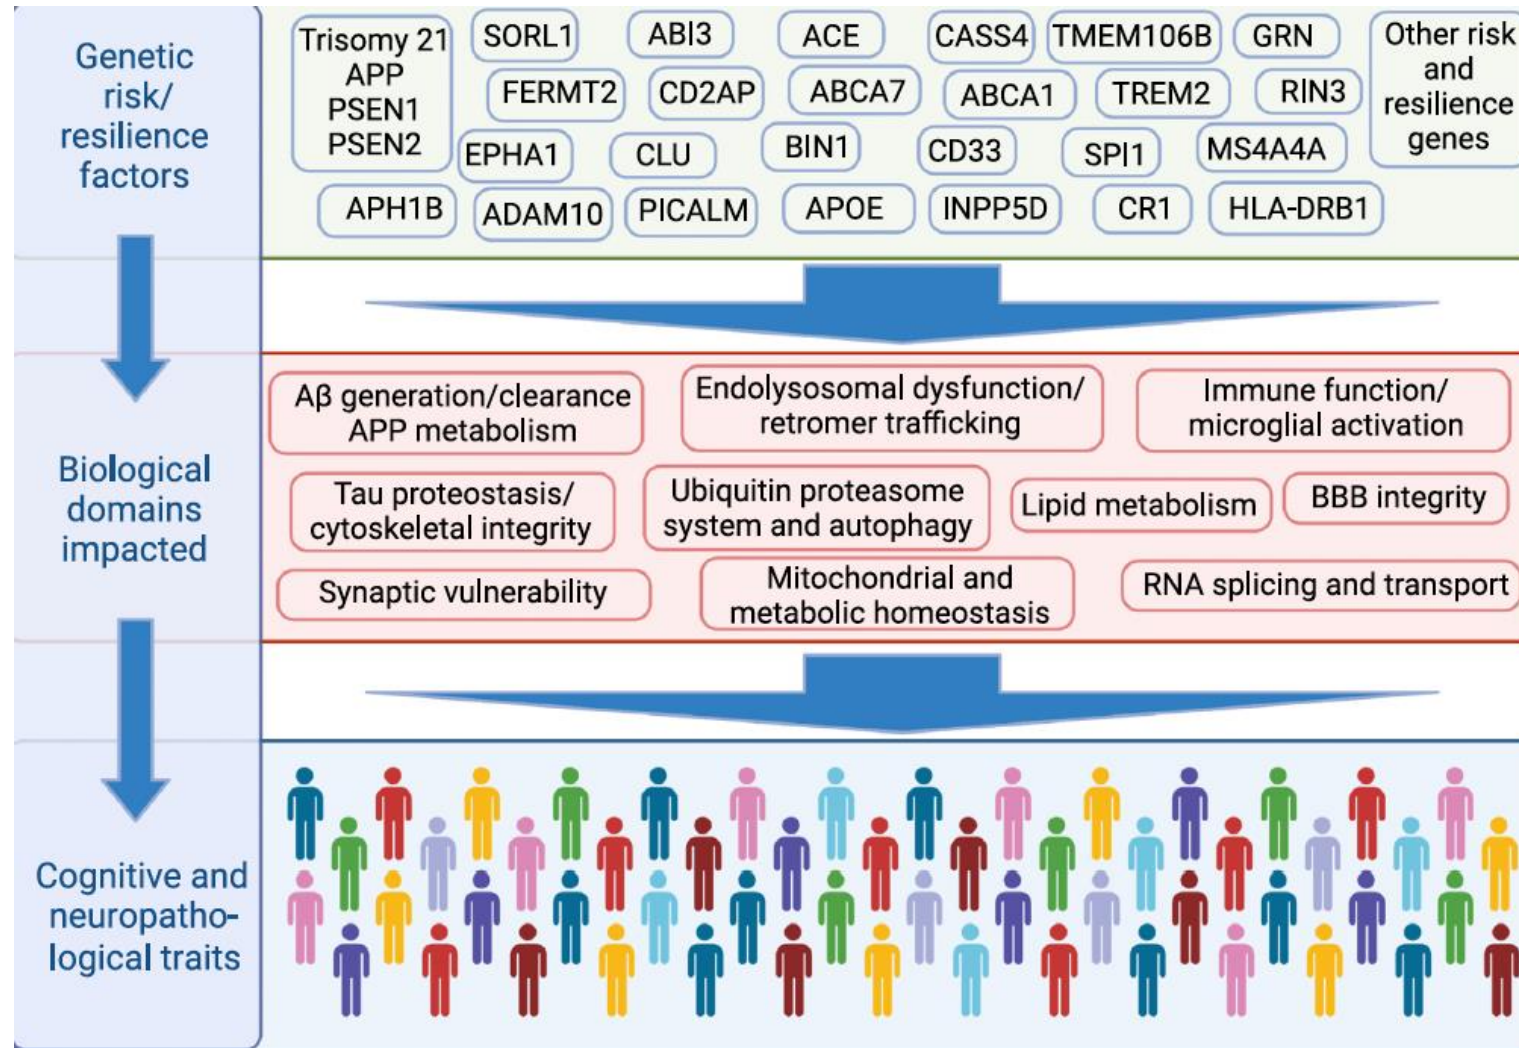 Genetic
risk/
resilience
factors
Trisomy 21
APP
PSEN1
PSEN2
SORL1
ABI3
ACE
CASS4
TMEM106B
GRN
Other risk
and
resilience
genes
FERMT2
CD2AP
ABCA7
ABCA1
TREM2
RIN3
EPHA1
CLU
BIN1
CD33
SPI1
MS4A4A
APH1B
ADAM10
PICALM
APOE
INPP5D
CR1
HLA-DRB1
Biological
domains
impacted
Aβ generation/clearance
APP metabolism
Endolysosomal dysfunction/
retromer trafficking
Immune function/
microglial activation
Tau proteostasis/
cytoskeletal integrity
Ubiquitin proteasome
system and autophagy
Lipid metabolism
BBB integrity
Synaptic vulnerability
Mitochondrial and
metabolic homeostasis
RNA splicing and transport
Cognitive and
neuropatho-
logical traits